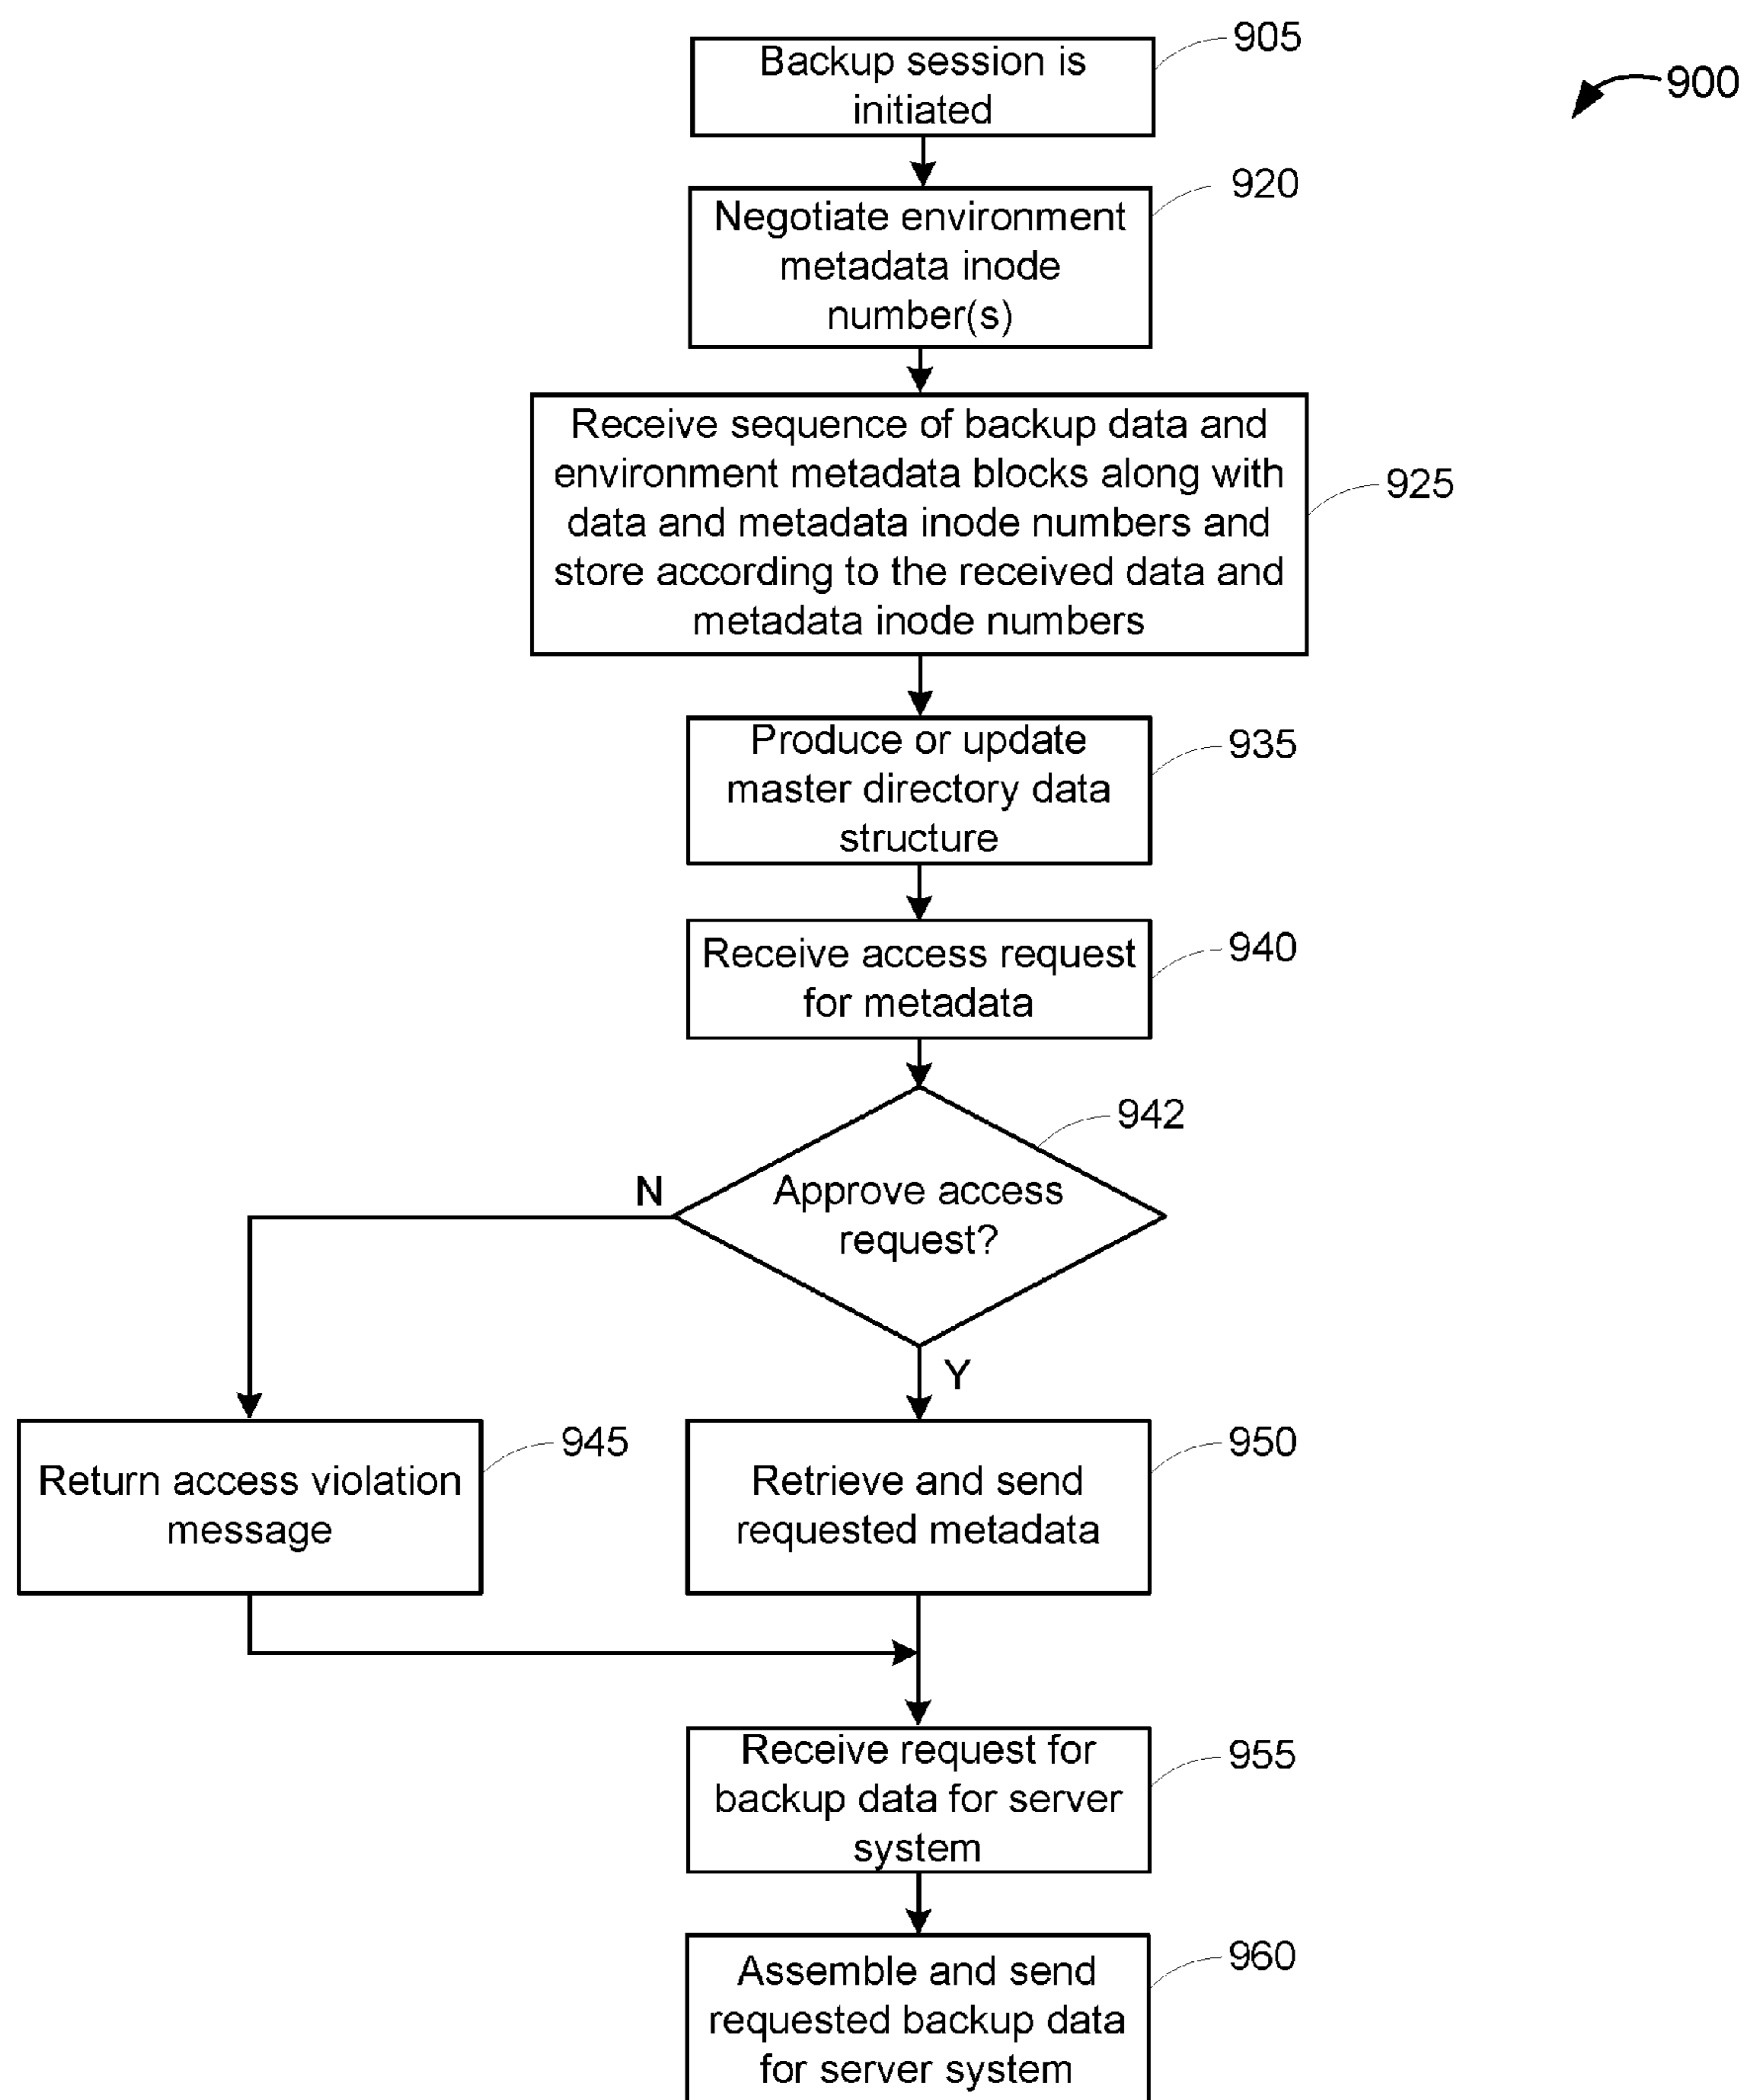 Backup session is
initiated
905
900
Negotiate environment
metadata inode
number(s)
920
Receive sequence of backup data and
environment metadata blocks along with
data and metadata inode numbers and
store according to the received data and
metadata inode numbers
925
Produce or update
master directory data
structure
935
Receive access request
for metadata
940
Approve access
request?
942
N
Y
Return access violation
message
945
Retrieve and send
requested metadata
950
Receive request for
backup data for server
system
955
Assemble and send
requested backup data
for server system
960